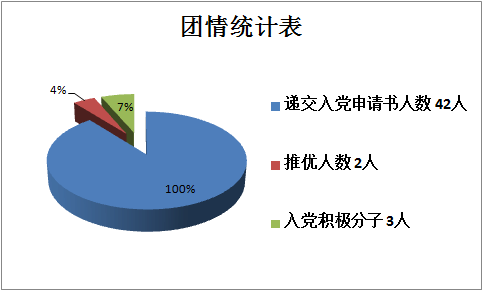 团情统计表
4%
7%
100%
递交入党申请书人数 42人
推优人数 2人
入党积极分子 3人